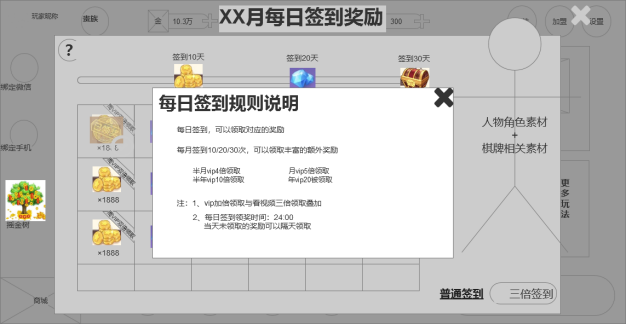 XX月每日签到奖励
玩家昵称
贵族
金
10.3万
300
加盟
设置
?
签到10天
签到20天
签到30天
绑定微信
绑定手机
摇金树
商城
×18.
×1888
×1888
每日签到规则说明
每日签到，可以领取对应的奖励
每月签到10/20/30次，可以领取丰富的额外奖励
半月vip4倍领取 月vip5倍领取
半年vip10倍领取 年vip20被领取
注：1、vip加倍领取与看视频三倍领取叠加
2、每日签到领奖时间：24.00
当天未领取的奖励可以隔天领取
人物角色素材
+
棋牌相关素材
更多玩法
普通签到
三倍签到